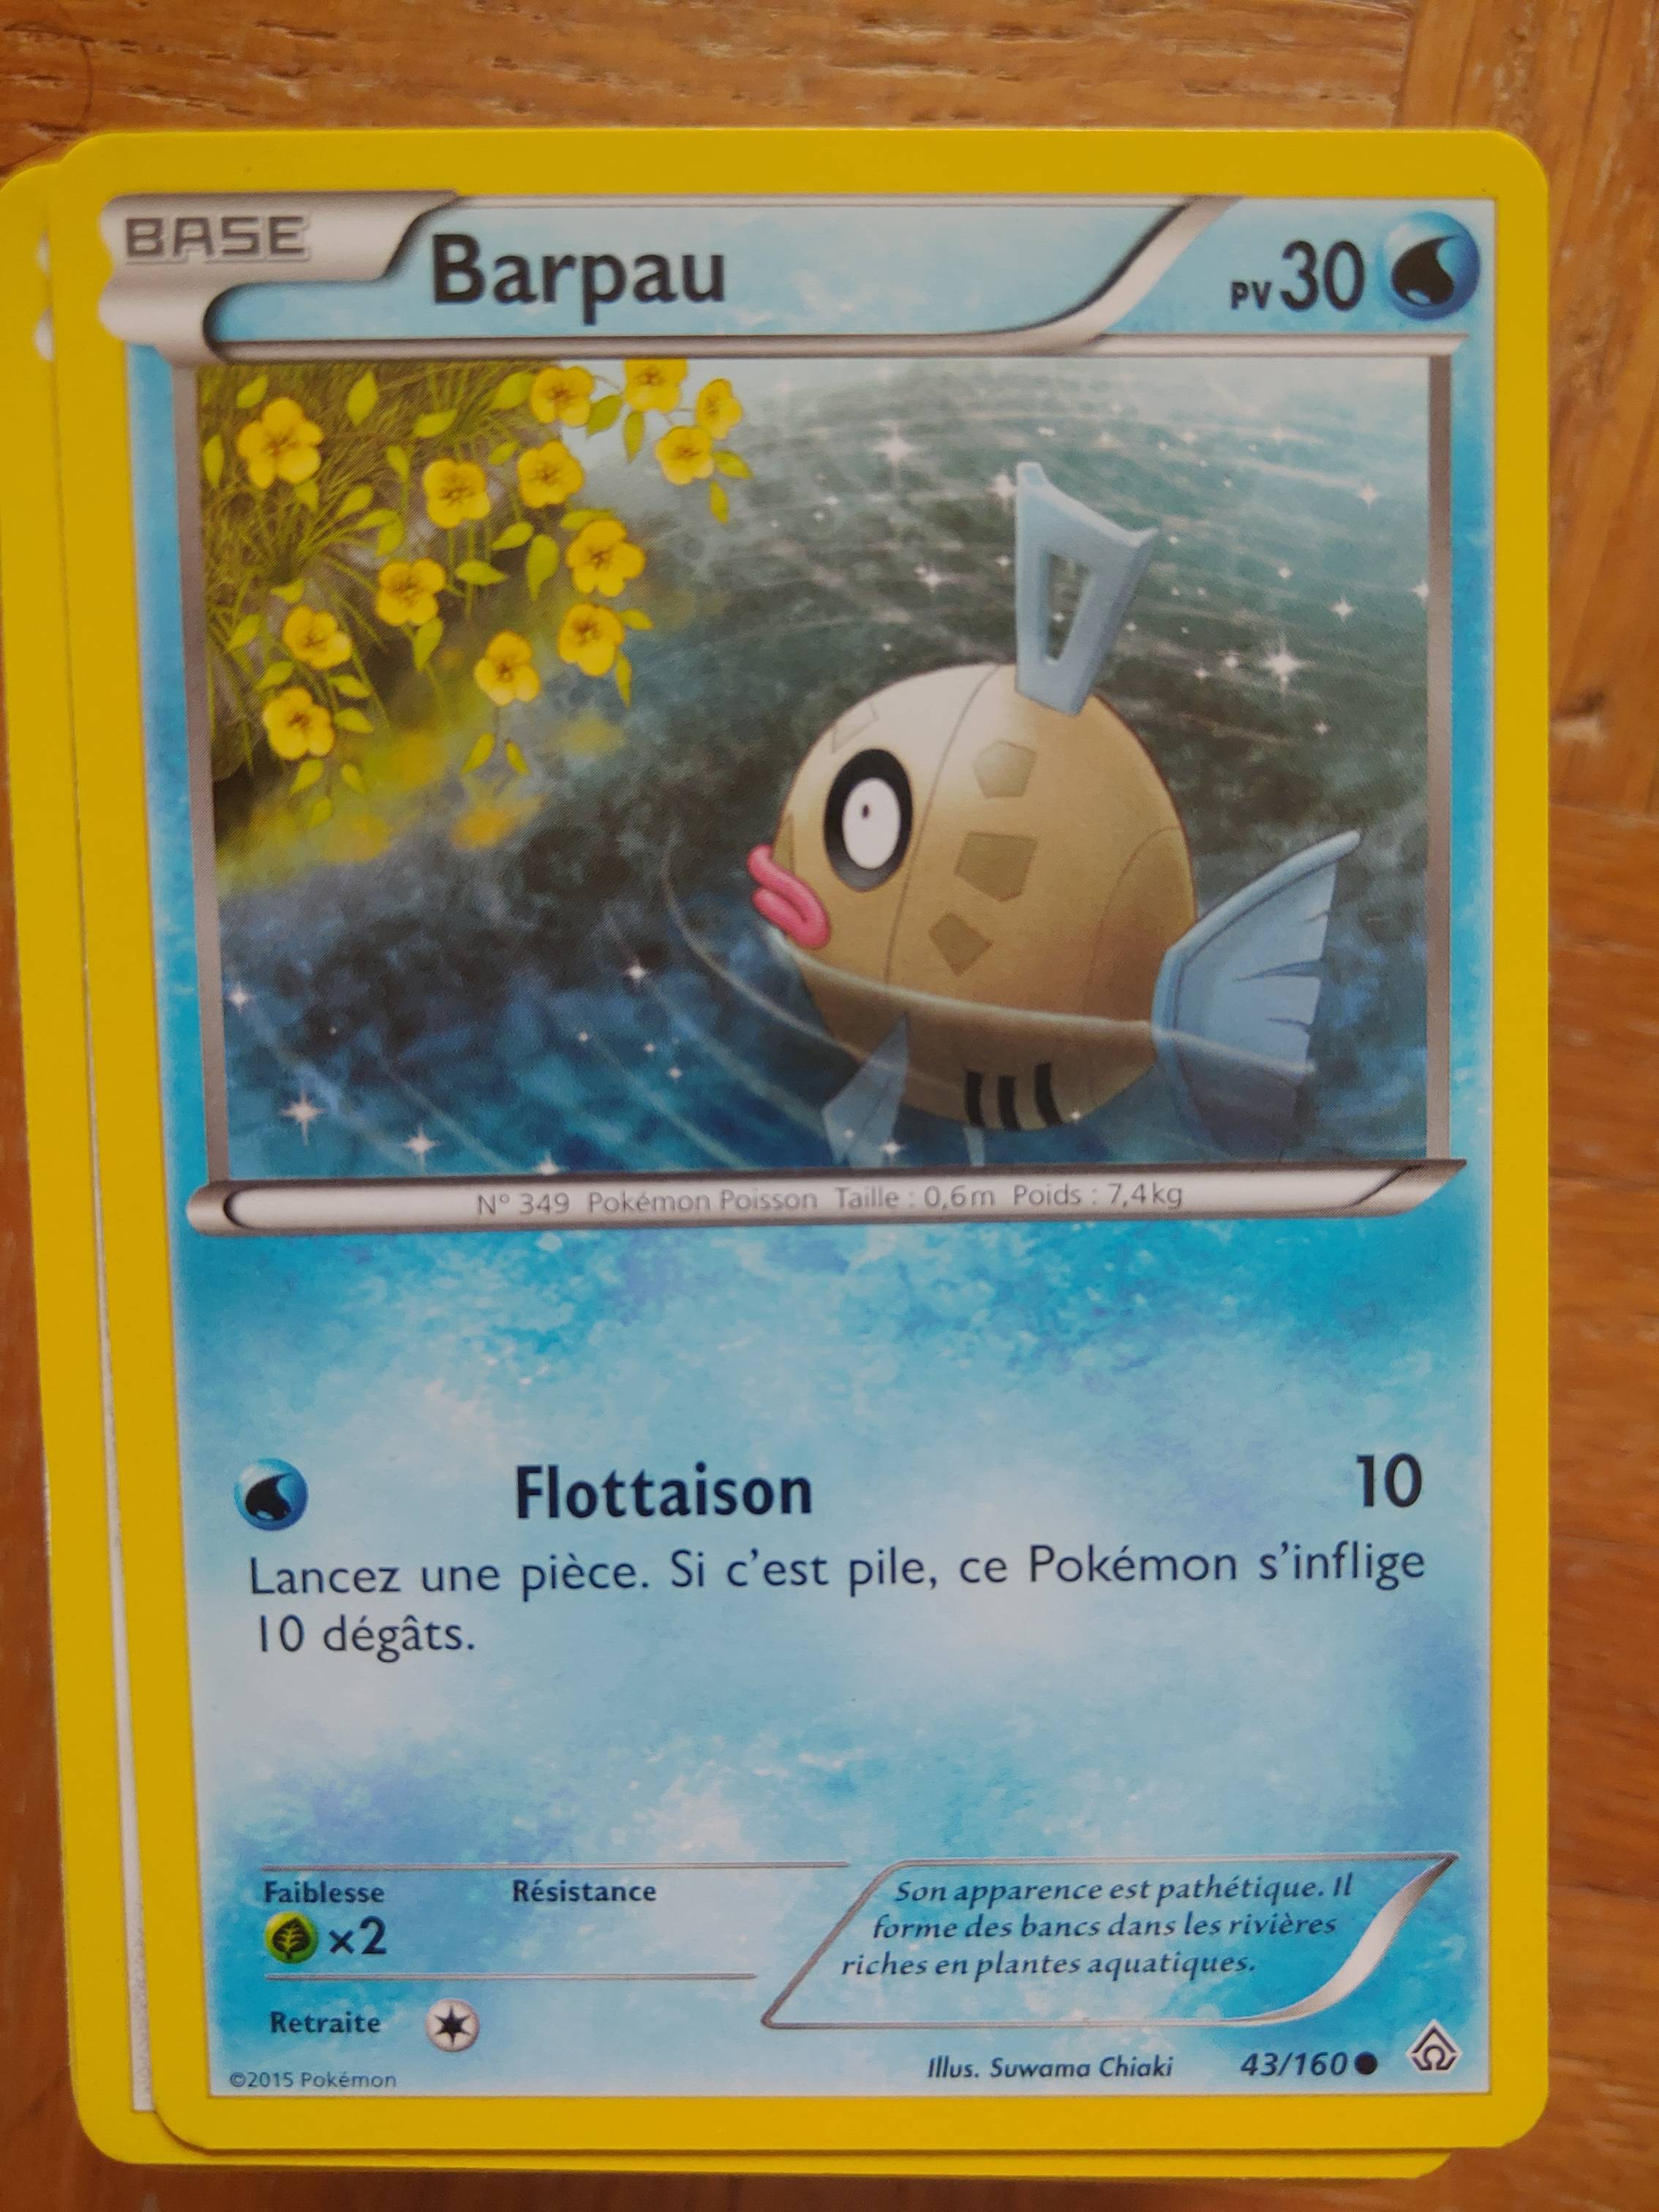 BASE
Barpau
PV 30
N° 349 Pokémon Poisson Taille : 0,6m Poids : 7,4kg
Flottaison 10
Lancez une pièce. Si c'est pile, ce Pokémon s'inflige
10 dégâts.
Faiblesse Résistance
×2
Retraite
Son apparence est pathétique. Il
forme des bancs dans les rivières
riches en plantes aquatiques.
©2015 Pokémon
Illus. Suwama Chiaki 43/160